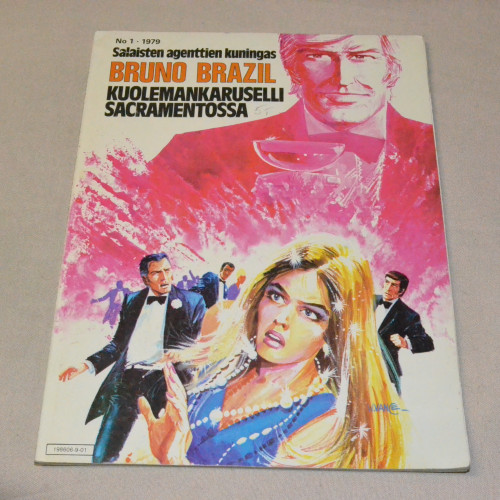 No 1 - 1979
Salaisten agenttien kuningas
BRUNO BRAZIL
KUOLEMANKARUSELLI
SACRAMENTOSSA